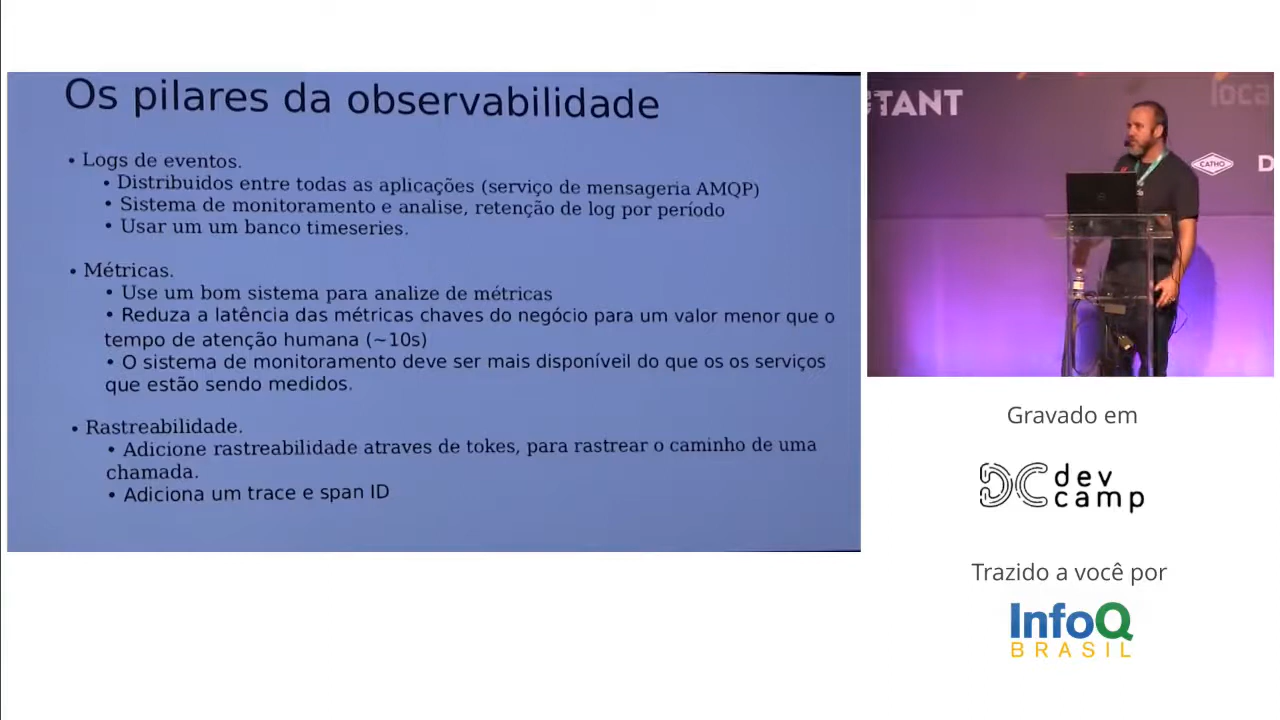 Os pilares da observabilidade
• Logs de eventos.
• Distribuidos entre todas as aplicações (serviço de mensageria AMQP)
• Sistema de monitoramento e analise, retenção de log por período
• Usar um um banco timeseries.
• Métricas.
• Use um bom sistema para analize de métricas
• Reduza a latência das métricas chaves do negócio para um valor menor que o
tempo de atenção humana (~10s)
• O sistema de monitoramento deve ser mais disponíveil do que os os serviços
que estão sendo medidos.
• Rastreabilidade.
• Adicione rastreabilidade atraves de tokes, para rastrear o caminho de uma
chamada.
• Adiciona um trace e span ID
TANT
loca
CATHO
D
Gravado em
DC dev
camp
Trazido a você por
InfoQ
BRASIL